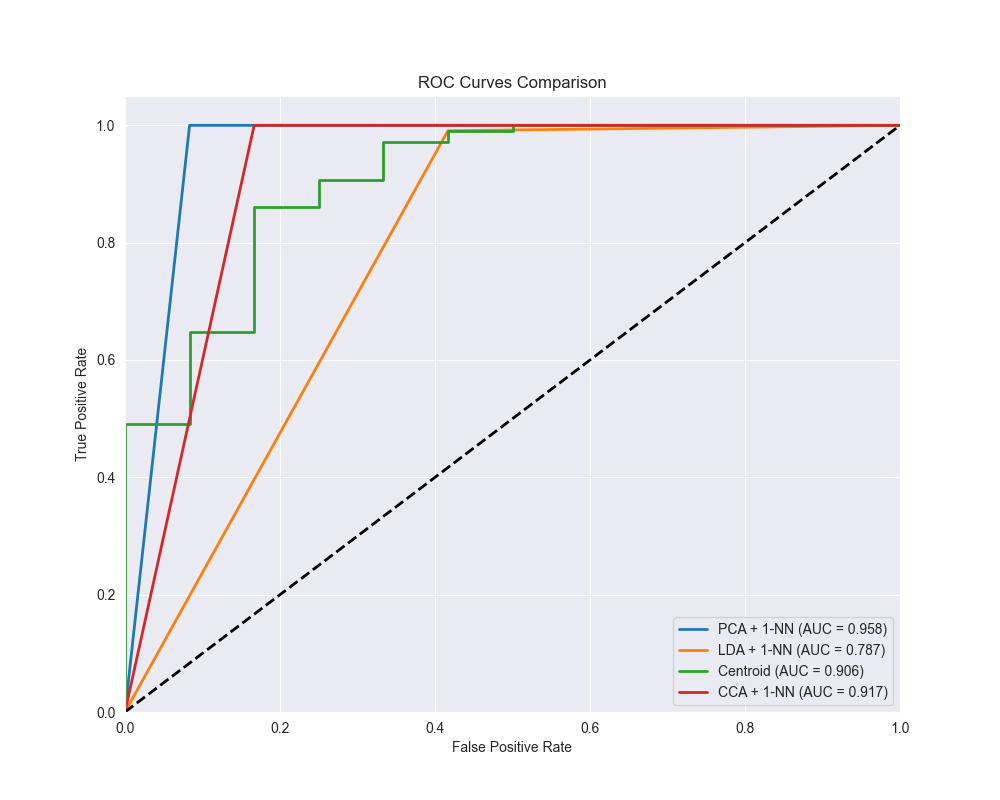 ROC Curves Comparison
True Positive Rate
1.0
0.8
0.6
0.4
0.2
0.0
0.0 0.2 0.4 0.6 0.8 1.0
False Positive Rate
PCA + 1-NN (AUC = 0.958)
LDA + 1-NN (AUC = 0.787)
Centroid (AUC = 0.906)
CCA + 1-NN (AUC = 0.917)